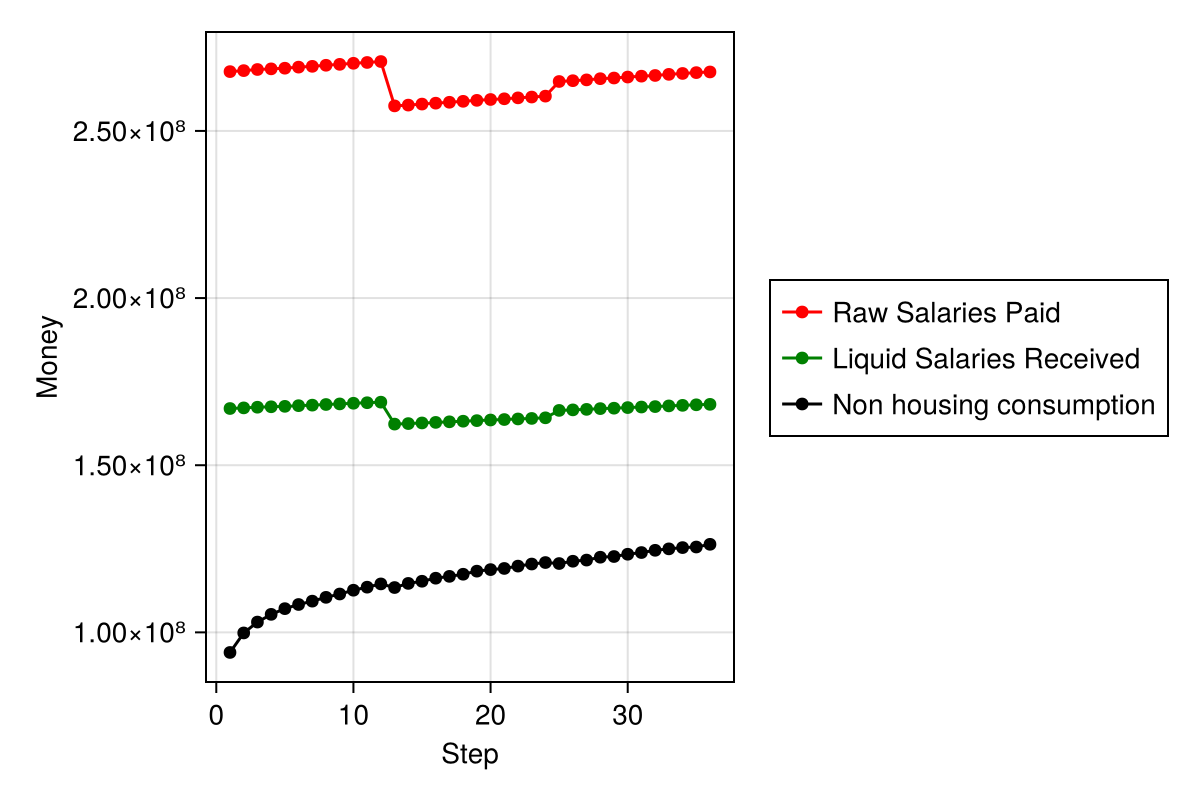 2.50×10⁸
2.00×10⁸
1.50×10⁸
1.00×10⁸
Money
0 10 20 30
Step
Raw Salaries Paid
Liquid Salaries Received
Non housing consumption